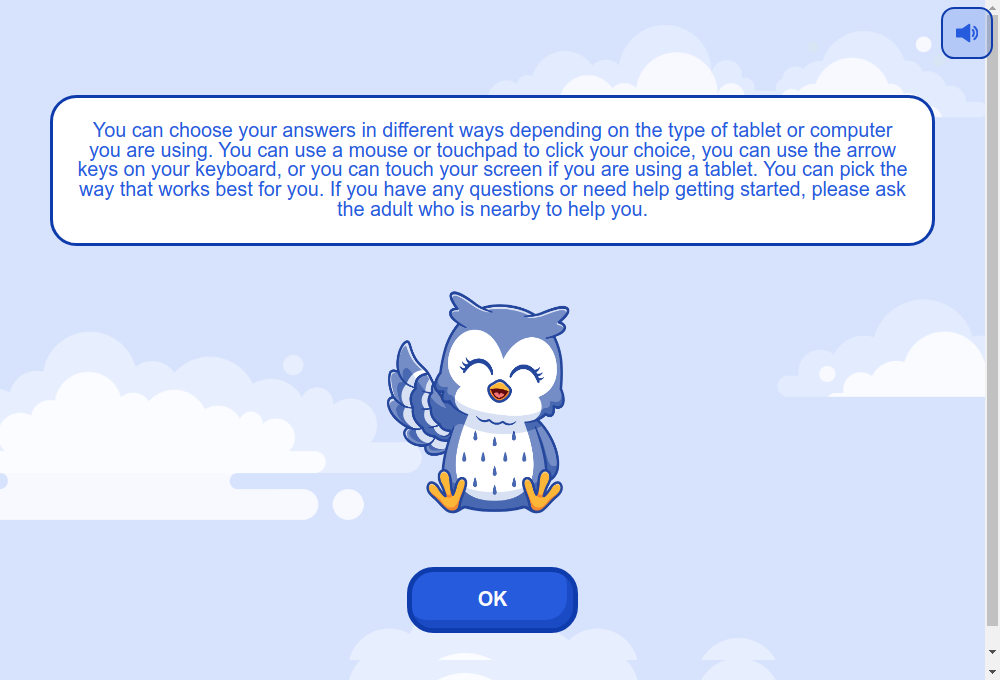 You can choose your answers in different ways depending on the type of tablet or computer
you are using. You can use a mouse or touchpad to click your choice, you can use the arrow
keys on your keyboard, or you can touch your screen if you are using a tablet. You can pick the
way that works best for you. If you have any questions or need help getting started, please ask
the adult who is nearby to help you.
OK